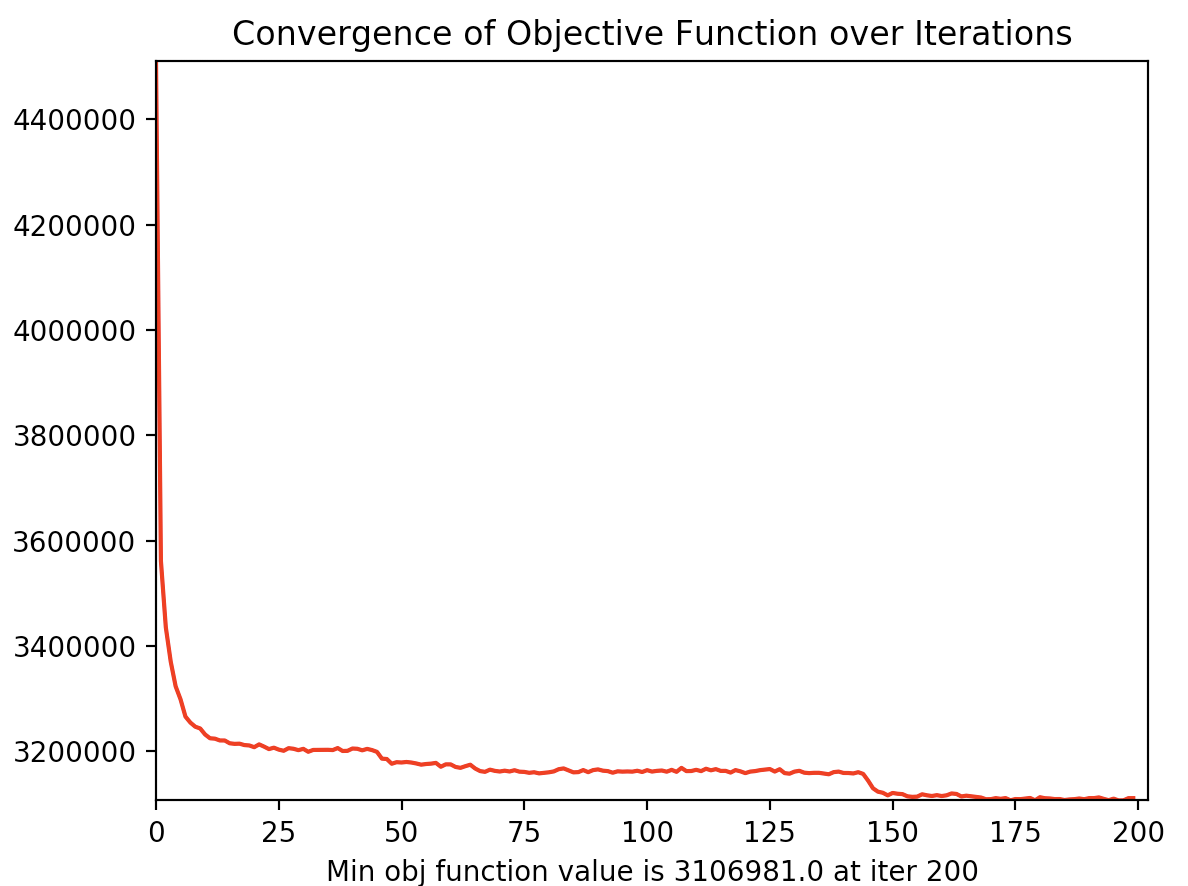 Convergence of Objective Function over Iterations
4400000
4200000
4000000
3800000
3600000
3400000
3200000
0 25 50 75 100 125 150 175 200
Min obj function value is 3106981.0 at iter 200